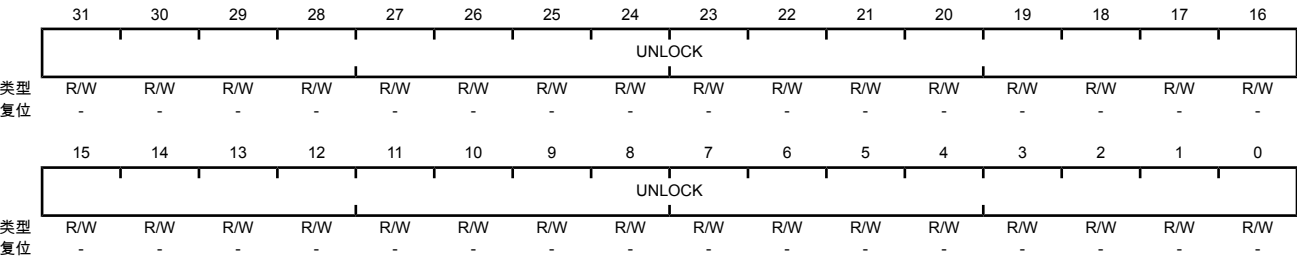 31 30 29 28 27 26 25 24 23 22 21 20 19 18 17 16
UNLOCK
类型 R/W R/W R/W R/W R/W R/W R/W R/W R/W R/W R/W R/W R/W R/W R/W R/W
复位 - - - - - - - - - - - - - - - -
15 14 13 12 11 10 9 8 7 6 5 4 3 2 1 0
UNLOCK
类型 R/W R/W R/W R/W R/W R/W R/W R/W R/W R/W R/W R/W R/W R/W R/W R/W
复位 - - - - - - - - - - - - - - - -